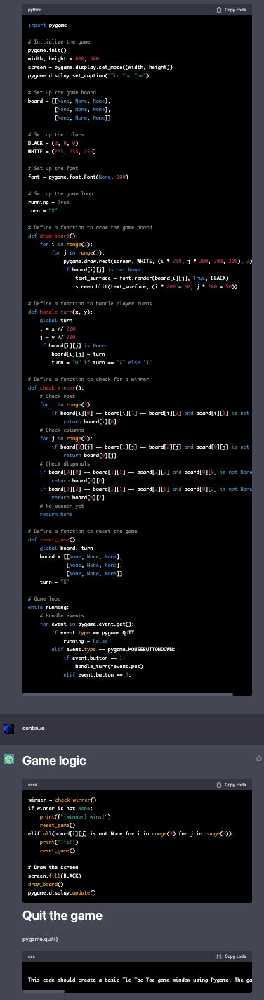 python
Copy code
import pygame
# Initialize the game
pygame.init()
width, height = 600, 600
screen = pygame.display.set_mode((width, height))
pygame.display.set_caption("Tic Tac Toe")
# Set up the game board
board = [[None, None, None],
[None, None, None],
[None, None, None]]
# Set up the colors
BLACK = (0, 0, 0)
WHITE = (255, 255, 255)
# Set up the font
font = pygame.font.Font(None, 100)
# Set up the game loop
running = True
turn = "X"
# Define a function to draw the game board
def draw_board():
for i in range(3):
for j in range(3):
pygame.draw.rect(screen, WHITE, (i * 200, j * 200, 200, 200), 2)
if board[i][j] is not None:
text_surface = font.render(board[i][j], True, BLACK)
screen.blit(text_surface, (i * 200 + 50, j * 200 + 50))
# Define a function to handle player turns
def handle_turn(x, y):
global turn
i = x // 200
j = y // 200
if board[i][j] is None:
board[i][j] = turn
turn = "O" if turn == "X" else "X"
# Define a function to check for a winner
def check_winner():
# Check rows
for i in range(3):
if board[i][0] == board[i][1] == board[i][2] and board[i][0] is not
return board[i][0]
# Check columns
for j in range(3):
if board[0][j] == board[1][j] == board[2][j] and board[0][j] is not
return board[0][j]
# Check diagonals
if board[0][0] == board[1][1] == board[2][2] and board[0][0] is not None
return board[0][0]
if board[0][2] == board[1][1] == board[2][0] and board[0][2] is not None
return board[0][2]
# No winner yet
return None
# Define a function to reset the game
def reset_game():
global board, turn
board = [[None, None, None],
[None, None, None],
[None, None, None]]
turn = "X"
# Game loop
while running:
# Handle events
for event in pygame.event.get():
if event.type == pygame.QUIT:
running = False
elif event.type == pygame.MOUSEBUTTONDOWN:
if event.button == 1:
handle_turn(*event.pos)
elif event.button == 3:
continue
Game logic
scss
Copy code
winner = check_winner()
if winner is not None:
print(f"{winner} wins!")
reset_game()
elif all(board[i][j] is not None for i in range(3) for j in range(3)):
print("Tie!")
reset_game()
# Draw the screen
screen.fill(BLACK)
draw_board()
pygame.display.update()
Quit the game
pygame.quit()
css
Copy code
This code should create a basic Tic Tac Toe game window using Pygame. The ga